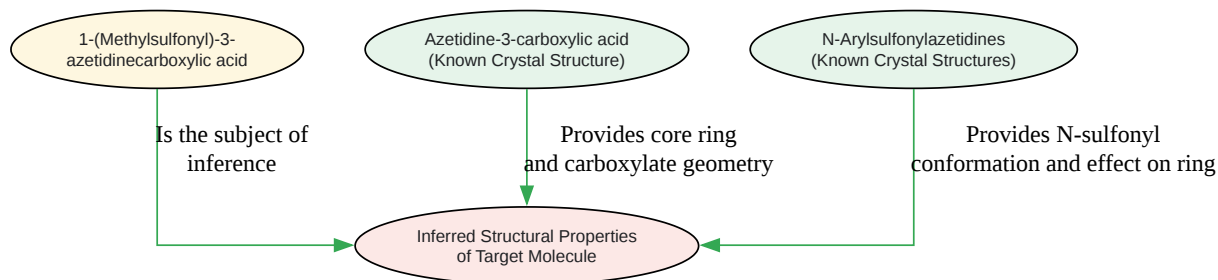 1-(Methylsulfonyl)-3-
azetidinecarboxylic acid
Azetidine-3-carboxylic acid
(Known Crystal Structure)
N-Arylsulfonylazetidines
(Known Crystal Structures)
Is the subject of
inference
Provides core ring
and carboxylate geometry
Provides N-sulfonyl
conformation and effect on ring
Inferred Structural Properties
of Target Molecule